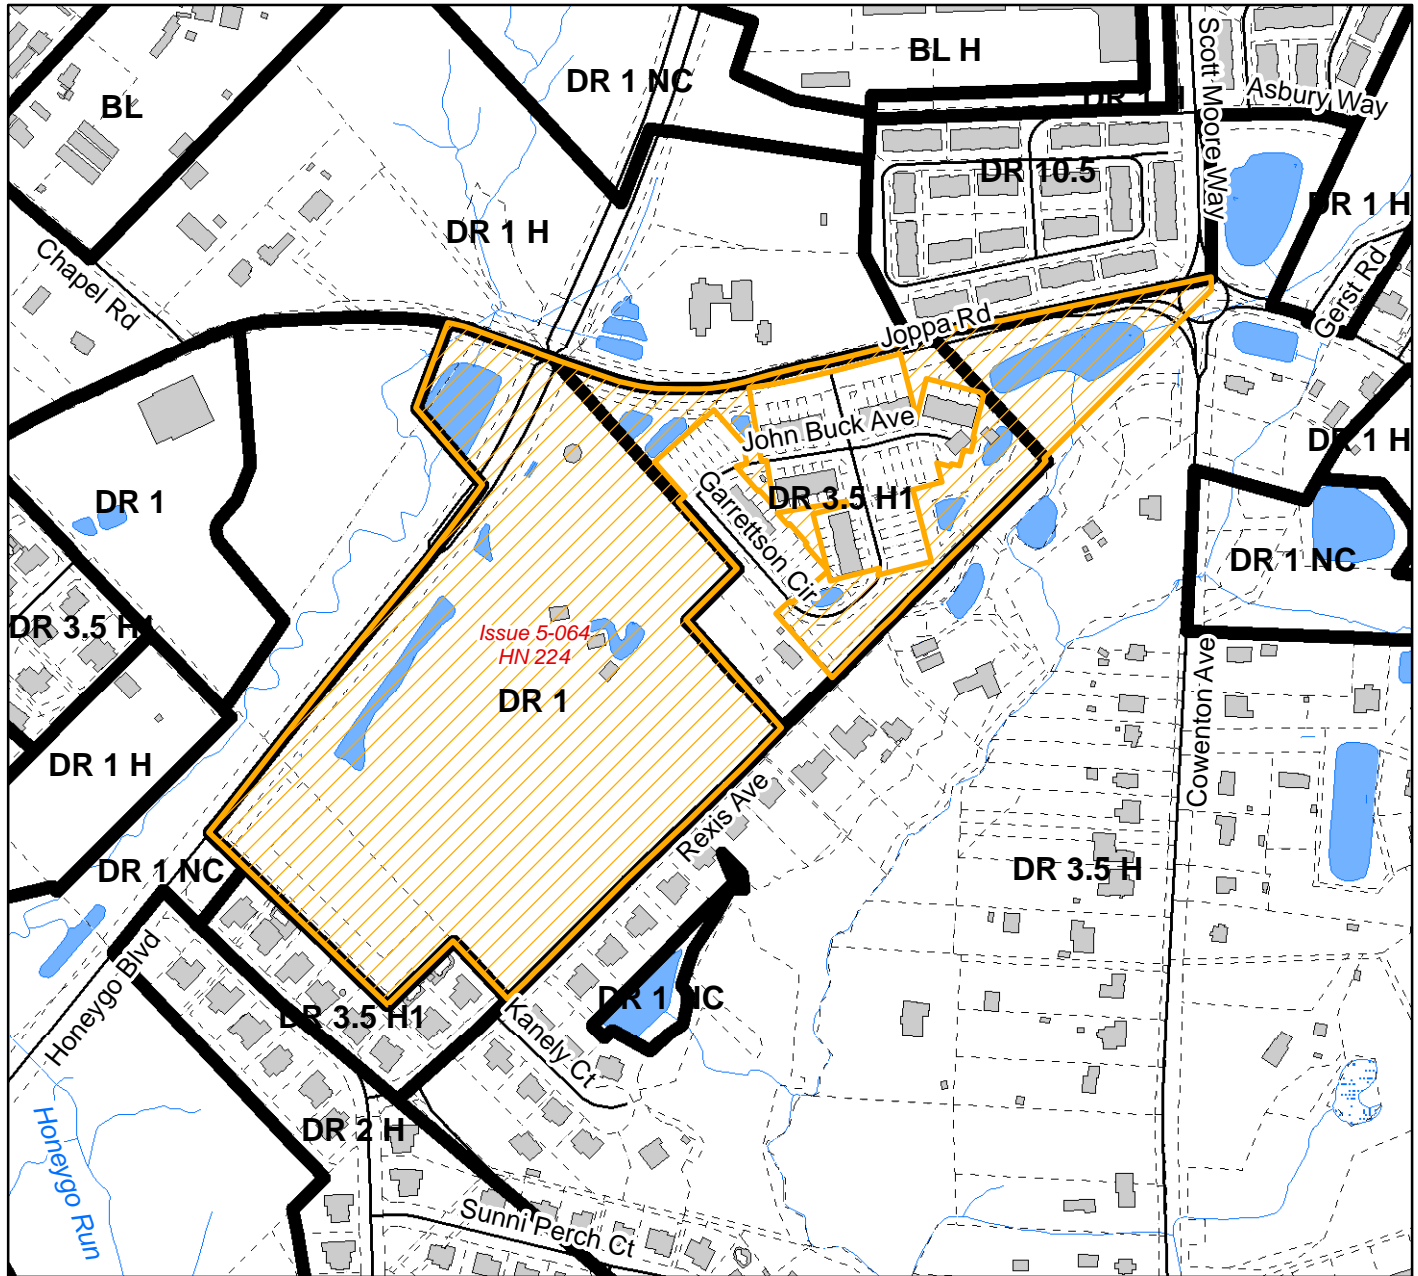 BL H
DR 1 NC
BL
DR 1 H
Scott Moore Way
Asbury Way
DR 10.5
DR 1 H
DR 1 H
Chapel Rd
Gerst Rd
Joppa Rd
John Buck Ave
DR 1 H
DR 1
Garrettson Cir
DR 3.5 H1
DR 1 NC
DR 3.5 H1
Issue 5-064
HN 224
DR 1
Cowenton Ave
DR 1 H
Rexis Ave
DR 1 NC
DR 3.5 H
Honeygo Blvd
DR 3.5 H1
DR 1 NC
Kanely Ct
Honeygo Run
DR 2 H
Sunni Perch Ct